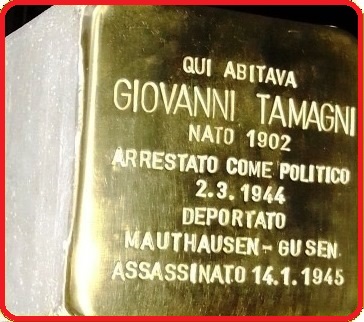 QUI ABITAVA
GIOVANNI TAMAGNI
NATO 1902
ARRESTATO COME POLITICO
2.3.1944
DEPORTATO
MAUTHAUSEN-GUSEN
ASSASSINATO 14.1.1945